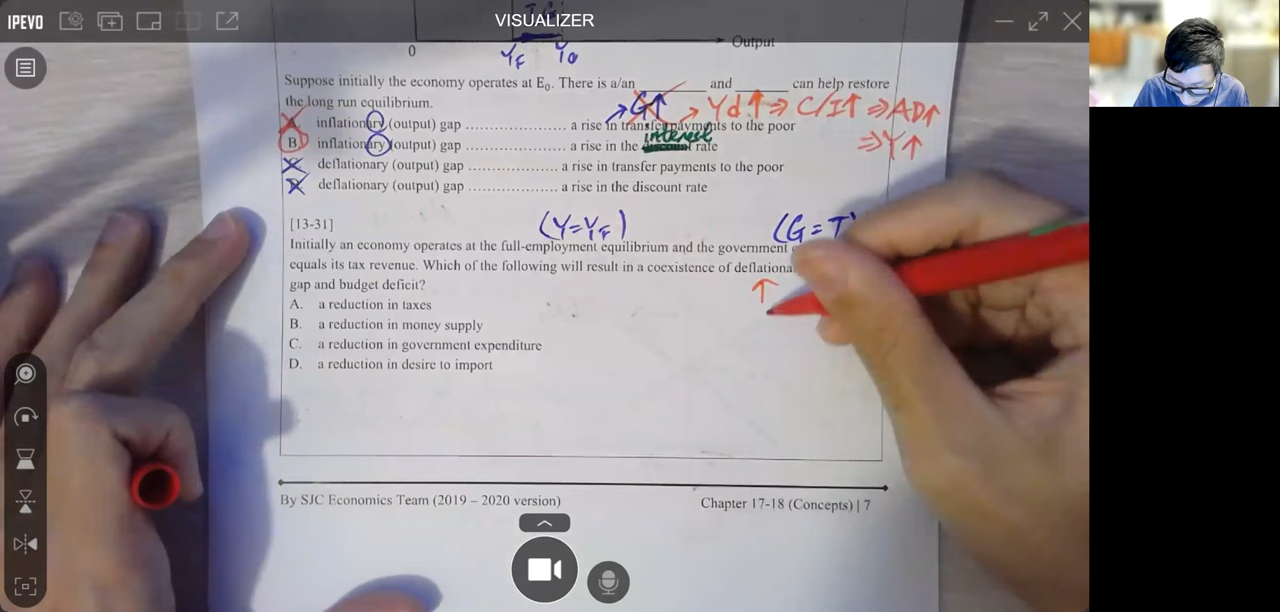 IPEVO
VISUALIZER
0
Output
YF Y0
Suppose initially the economy operates at E0. There is a/an ________ and ________ can help restore
the long run equilibrium.
G↑ Yd↑ ⇒ C/I↑ ⇒ AD↑
⇒ Y↑
A inflationary (output) gap .................... a rise in transfer payments to the poor
interest
B inflationary (output) gap .................... a rise in the discount rate
deflationary (output) gap .................. a rise in transfer payments to the poor
D. deflationary (output) gap .................. a rise in the discount rate
(Y=YF) (G=T)
[13-31]
Initially an economy operates at the full-employment equilibrium and the government
equals its tax revenue. Which of the following will result in a coexistence of deflationa
gap and budget deficit?
↑
A. a reduction in taxes
B. a reduction in money supply
C. a reduction in government expenditure
D. a reduction in desire to import
By SJC Economics Team (2019 – 2020 version)
Chapter 17-18 (Concepts) | 7